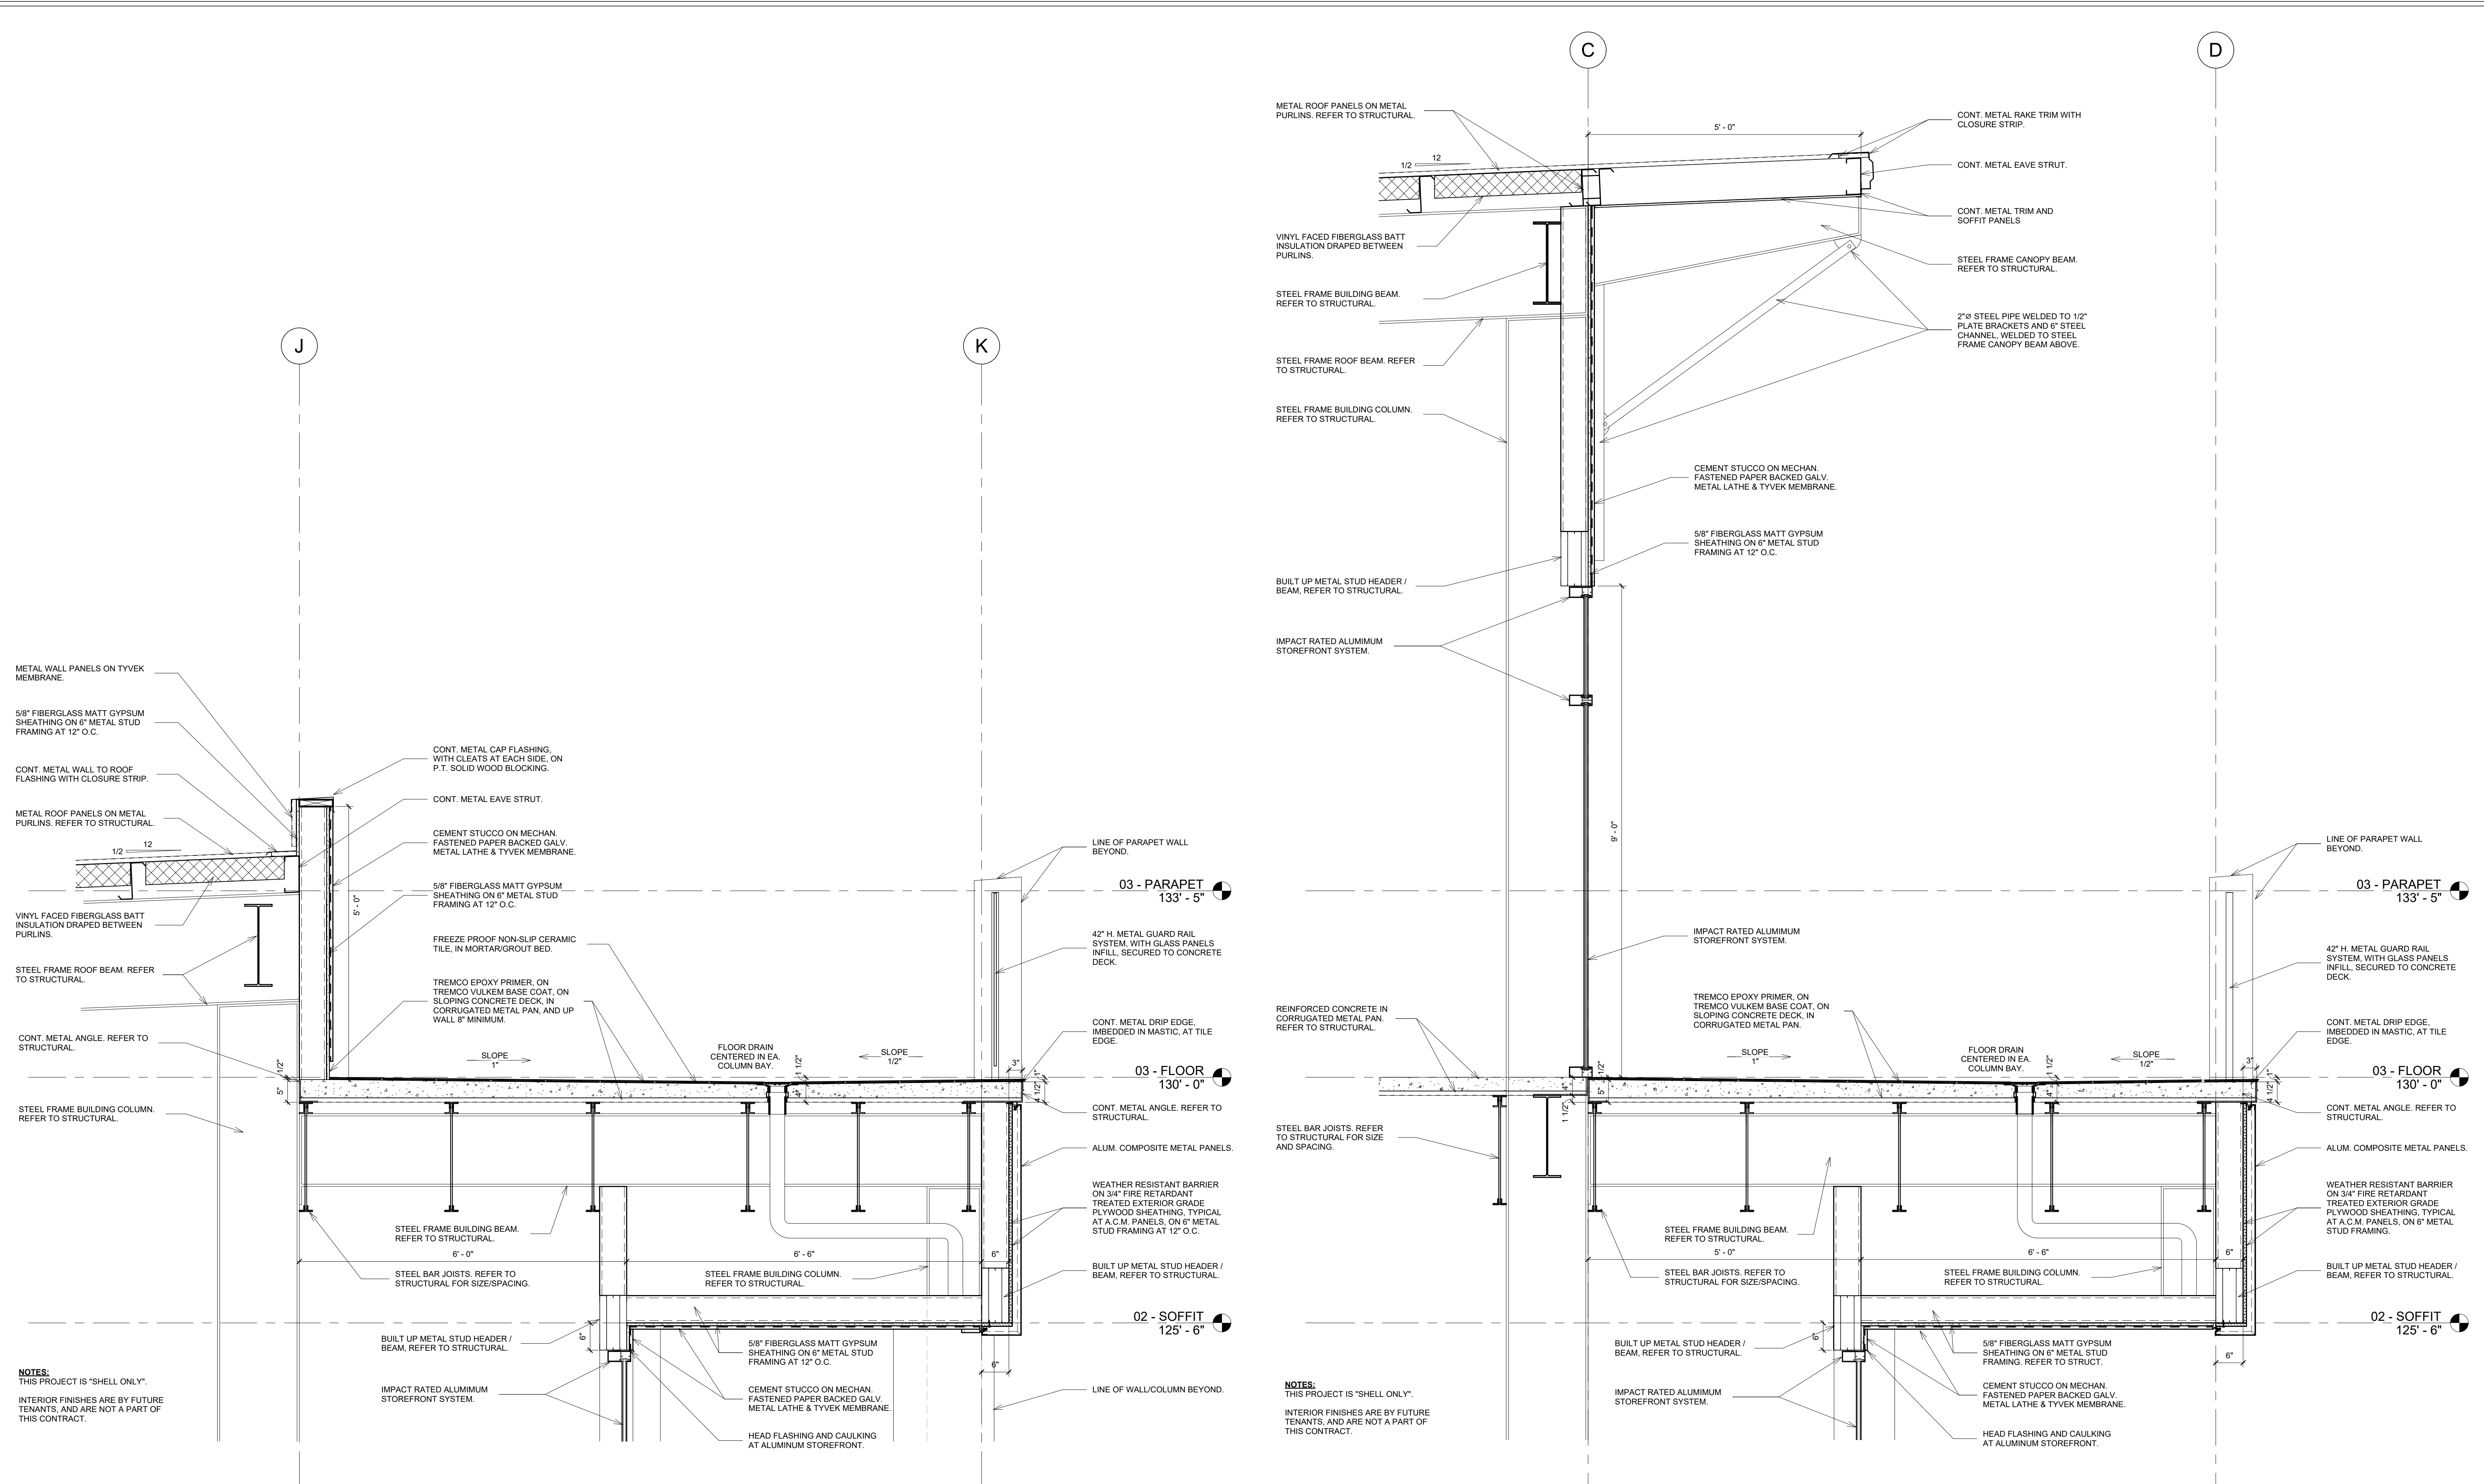 J
K
METAL WALL PANELS ON TYVEK
MEMBRANE.
5/8" FIBERGLASS MATT GYPSUM
SHEATHING ON 6" METAL STUD
FRAMING AT 12" O.C.
CONT. METAL WALL TO ROOF
FLASHING WITH CLOSURE STRIP.
METAL ROOF PANELS ON METAL
PURLINS. REFER TO STRUCTURAL.
12
1/2
VINYL FACED FIBERGLASS BATT
INSULATION DRAPED BETWEEN
PURLINS.
STEEL FRAME ROOF BEAM. REFER
TO STRUCTURAL.
CONT. METAL ANGLE. REFER TO
STRUCTURAL.
STEEL FRAME BUILDING COLUMN.
REFER TO STRUCTURAL.
NOTES:
THIS PROJECT IS "SHELL ONLY".
INTERIOR FINISHES ARE BY FUTURE
TENANTS, AND ARE NOT A PART OF
THIS CONTRACT.
CONT. METAL CAP FLASHING,
WITH CLEATS AT EACH SIDE, ON
P.T. SOLID WOOD BLOCKING.
CONT. METAL EAVE STRUT.
CEMENT STUCCO ON MECHAN.
FASTENED PAPER BACKED GALV.
METAL LATHE & TYVEK MEMBRANE.
5/8" FIBERGLASS MATT GYPSUM
SHEATHING ON 6" METAL STUD
FRAMING AT 12" O.C.
5' - 0"
FREEZE PROOF NON-SLIP CERAMIC
TILE, IN MORTAR/GROUT BED.
TREMCO EPOXY PRIMER, ON
TREMCO VULKEM BASE COAT, ON
SLOPING CONCRETE DECK, IN
CORRUGATED METAL PAN, AND UP
WALL 8" MINIMUM.
SLOPE
1"
FLOOR DRAIN
CENTERED IN EA.
COLUMN BAY.
SLOPE
1/2"
1/2"
5"
1 1/2"
4"
3"
1"
4 1/2"
STEEL FRAME BUILDING BEAM.
REFER TO STRUCTURAL.
6' - 0"
6' - 6"
6"
STEEL BAR JOISTS. REFER TO
STRUCTURAL FOR SIZE/SPACING.
STEEL FRAME BUILDING COLUMN.
REFER TO STRUCTURAL.
BUILT UP METAL STUD HEADER /
BEAM, REFER TO STRUCTURAL.
6"
5/8" FIBERGLASS MATT GYPSUM
SHEATHING ON 6" METAL STUD
FRAMING AT 12" O.C.
6"
IMPACT RATED ALUMIMUM
STOREFRONT SYSTEM.
CEMENT STUCCO ON MECHAN.
FASTENED PAPER BACKED GALV.
METAL LATHE & TYVEK MEMBRANE.
HEAD FLASHING AND CAULKING
AT ALUMINUM STOREFRONT.
LINE OF PARAPET WALL
BEYOND.
03 - PARAPET
133' - 5"
42" H. METAL GUARD RAIL
SYSTEM, WITH GLASS PANELS
INFILL, SECURED TO CONCRETE
DECK.
CONT. METAL DRIP EDGE,
IMBEDDED IN MASTIC, AT TILE
EDGE.
03 - FLOOR
130' - 0"
CONT. METAL ANGLE. REFER TO
STRUCTURAL.
ALUM. COMPOSITE METAL PANELS.
WEATHER RESISTANT BARRIER
ON 3/4" FIRE RETARDANT
TREATED EXTERIOR GRADE
PLYWOOD SHEATHING, TYPICAL
AT A.C.M. PANELS, ON 6" METAL
STUD FRAMING AT 12" O.C.
BUILT UP METAL STUD HEADER /
BEAM, REFER TO STRUCTURAL.
02 - SOFFIT
125' - 6"
LINE OF WALL/COLUMN BEYOND.
C
D
METAL ROOF PANELS ON METAL
PURLINS. REFER TO STRUCTURAL.
12
1/2
5' - 0"
VINYL FACED FIBERGLASS BATT
INSULATION DRAPED BETWEEN
PURLINS.
STEEL FRAME BUILDING BEAM.
REFER TO STRUCTURAL.
STEEL FRAME ROOF BEAM. REFER
TO STRUCTURAL.
STEEL FRAME BUILDING COLUMN.
REFER TO STRUCTURAL.
BUILT UP METAL STUD HEADER /
BEAM, REFER TO STRUCTURAL.
IMPACT RATED ALUMIMUM
STOREFRONT SYSTEM.
REINFORCED CONCRETE IN
CORRUGATED METAL PAN.
REFER TO STRUCTURAL.
STEEL BAR JOISTS. REFER
TO STRUCTURAL FOR SIZE
AND SPACING.
NOTES:
THIS PROJECT IS "SHELL ONLY".
INTERIOR FINISHES ARE BY FUTURE
TENANTS, AND ARE NOT A PART OF
THIS CONTRACT.
CONT. METAL RAKE TRIM WITH
CLOSURE STRIP.
CONT. METAL EAVE STRUT.
CONT. METAL TRIM AND
SOFFIT PANELS
STEEL FRAME CANOPY BEAM.
REFER TO STRUCTURAL.
2"Ø STEEL PIPE WELDED TO 1/2"
PLATE BRACKETS AND 6" STEEL
CHANNEL, WELDED TO STEEL
FRAME CANOPY BEAM ABOVE.
CEMENT STUCCO ON MECHAN.
FASTENED PAPER BACKED GALV.
METAL LATHE & TYVEK MEMBRANE.
5/8" FIBERGLASS MATT GYPSUM
SHEATHING ON 6" METAL STUD
FRAMING AT 12" O.C.
9' - 0"
IMPACT RATED ALUMIMUM
STOREFRONT SYSTEM.
TREMCO EPOXY PRIMER, ON
TREMCO VULKEM BASE COAT, ON
SLOPING CONCRETE DECK, IN
CORRUGATED METAL PAN.
SLOPE
1"
FLOOR DRAIN
CENTERED IN EA.
COLUMN BAY.
SLOPE
1/2"
1/2"
4"
5"
1 1/2"
1 1/2"
4"
3"
1"
4 1/2"
STEEL FRAME BUILDING BEAM.
REFER TO STRUCTURAL.
5' - 0"
6' - 6"
6"
STEEL BAR JOISTS. REFER TO
STRUCTURAL FOR SIZE/SPACING.
STEEL FRAME BUILDING COLUMN.
REFER TO STRUCTURAL.
BUILT UP METAL STUD HEADER /
BEAM, REFER TO STRUCTURAL.
6"
5/8" FIBERGLASS MATT GYPSUM
SHEATHING ON 6" METAL STUD
FRAMING. REFER TO STRUCT.
6"
IMPACT RATED ALUMIMUM
STOREFRONT SYSTEM.
CEMENT STUCCO ON MECHAN.
FASTENED PAPER BACKED GALV.
METAL LATHE & TYVEK MEMBRANE.
HEAD FLASHING AND CAULKING
AT ALUMINUM STOREFRONT.
LINE OF PARAPET WALL
BEYOND.
03 - PARAPET
133' - 5"
42" H. METAL GUARD RAIL
SYSTEM, WITH GLASS PANELS
INFILL, SECURED TO CONCRETE
DECK.
CONT. METAL DRIP EDGE,
IMBEDDED IN MASTIC, AT TILE
EDGE.
03 - FLOOR
130' - 0"
CONT. METAL ANGLE. REFER TO
STRUCTURAL.
ALUM. COMPOSITE METAL PANELS.
WEATHER RESISTANT BARRIER
ON 3/4" FIRE RETARDANT
TREATED EXTERIOR GRADE
PLYWOOD SHEATHING, TYPICAL
AT A.C.M. PANELS, ON 6" METAL
STUD FRAMING.
BUILT UP METAL STUD HEADER /
BEAM, REFER TO STRUCTURAL.
02 - SOFFIT
125' - 6"